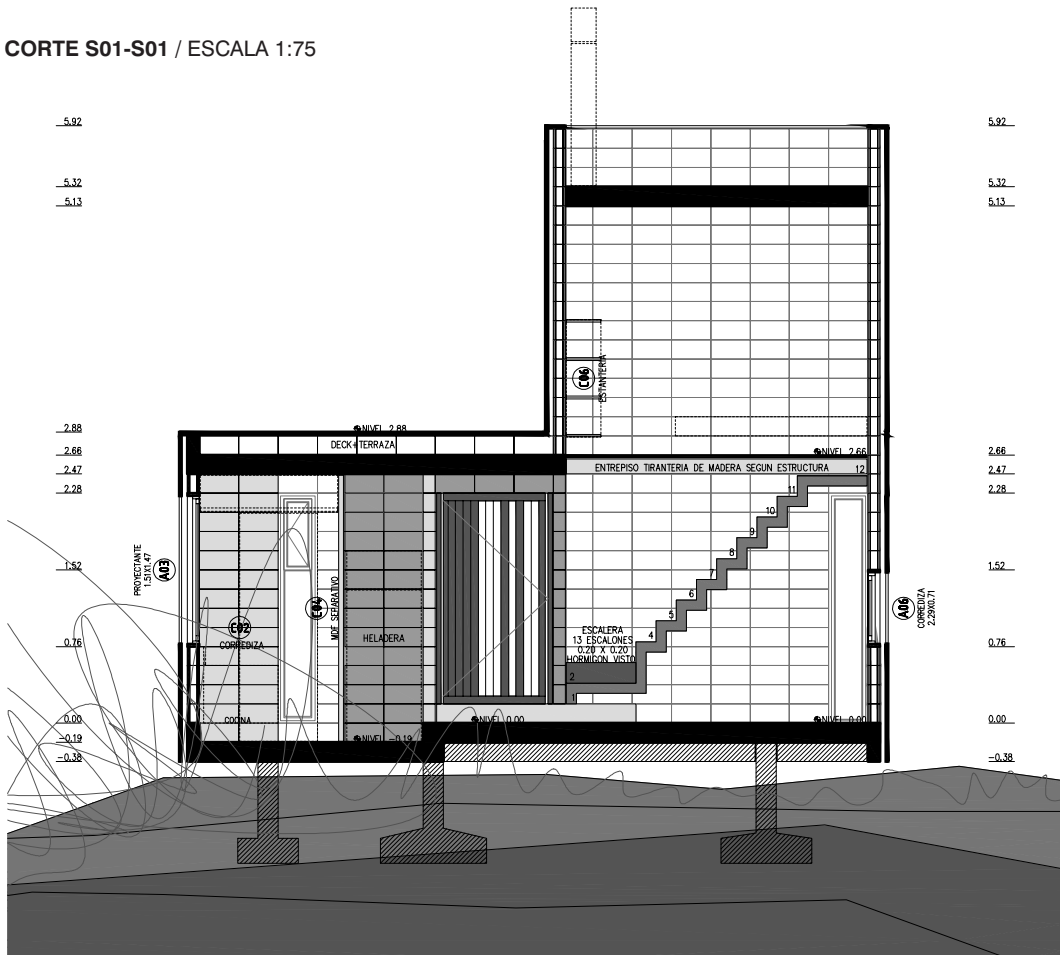 CORTE S01-S01 / ESCALA 1:75
5.92
5.92
5.32
5.32
5.13
5.13
C06
ESTANTERIA
2.88
NIVEL 2.88
DECK+TERRAZA
2.66
NIVEL 2.66
2.66
2.47
ENTREPISO TIRANTERIA DE MADERA SEGUN ESTRUCTURA
12
2.47
2.28
11
2.28
10
9
8
7
6
5
4
1.52
1.52
PROYECTANTE
1.51X1.47
A03
C04
MDF SEPARATIVO
A06
CORREDIZA
2.29X0.71
C02
CORREDIZA
HELADERA
ESCALERA
13 ESCALONES
0.20 X 0.20
HORMIGON VISTO
0.76
0.76
2
1
COCINA
0.00
NIVEL 0.00
NIVEL 0.00
0.00
-0.19
NIVEL -0.19
-0.19
-0.38
-0.38